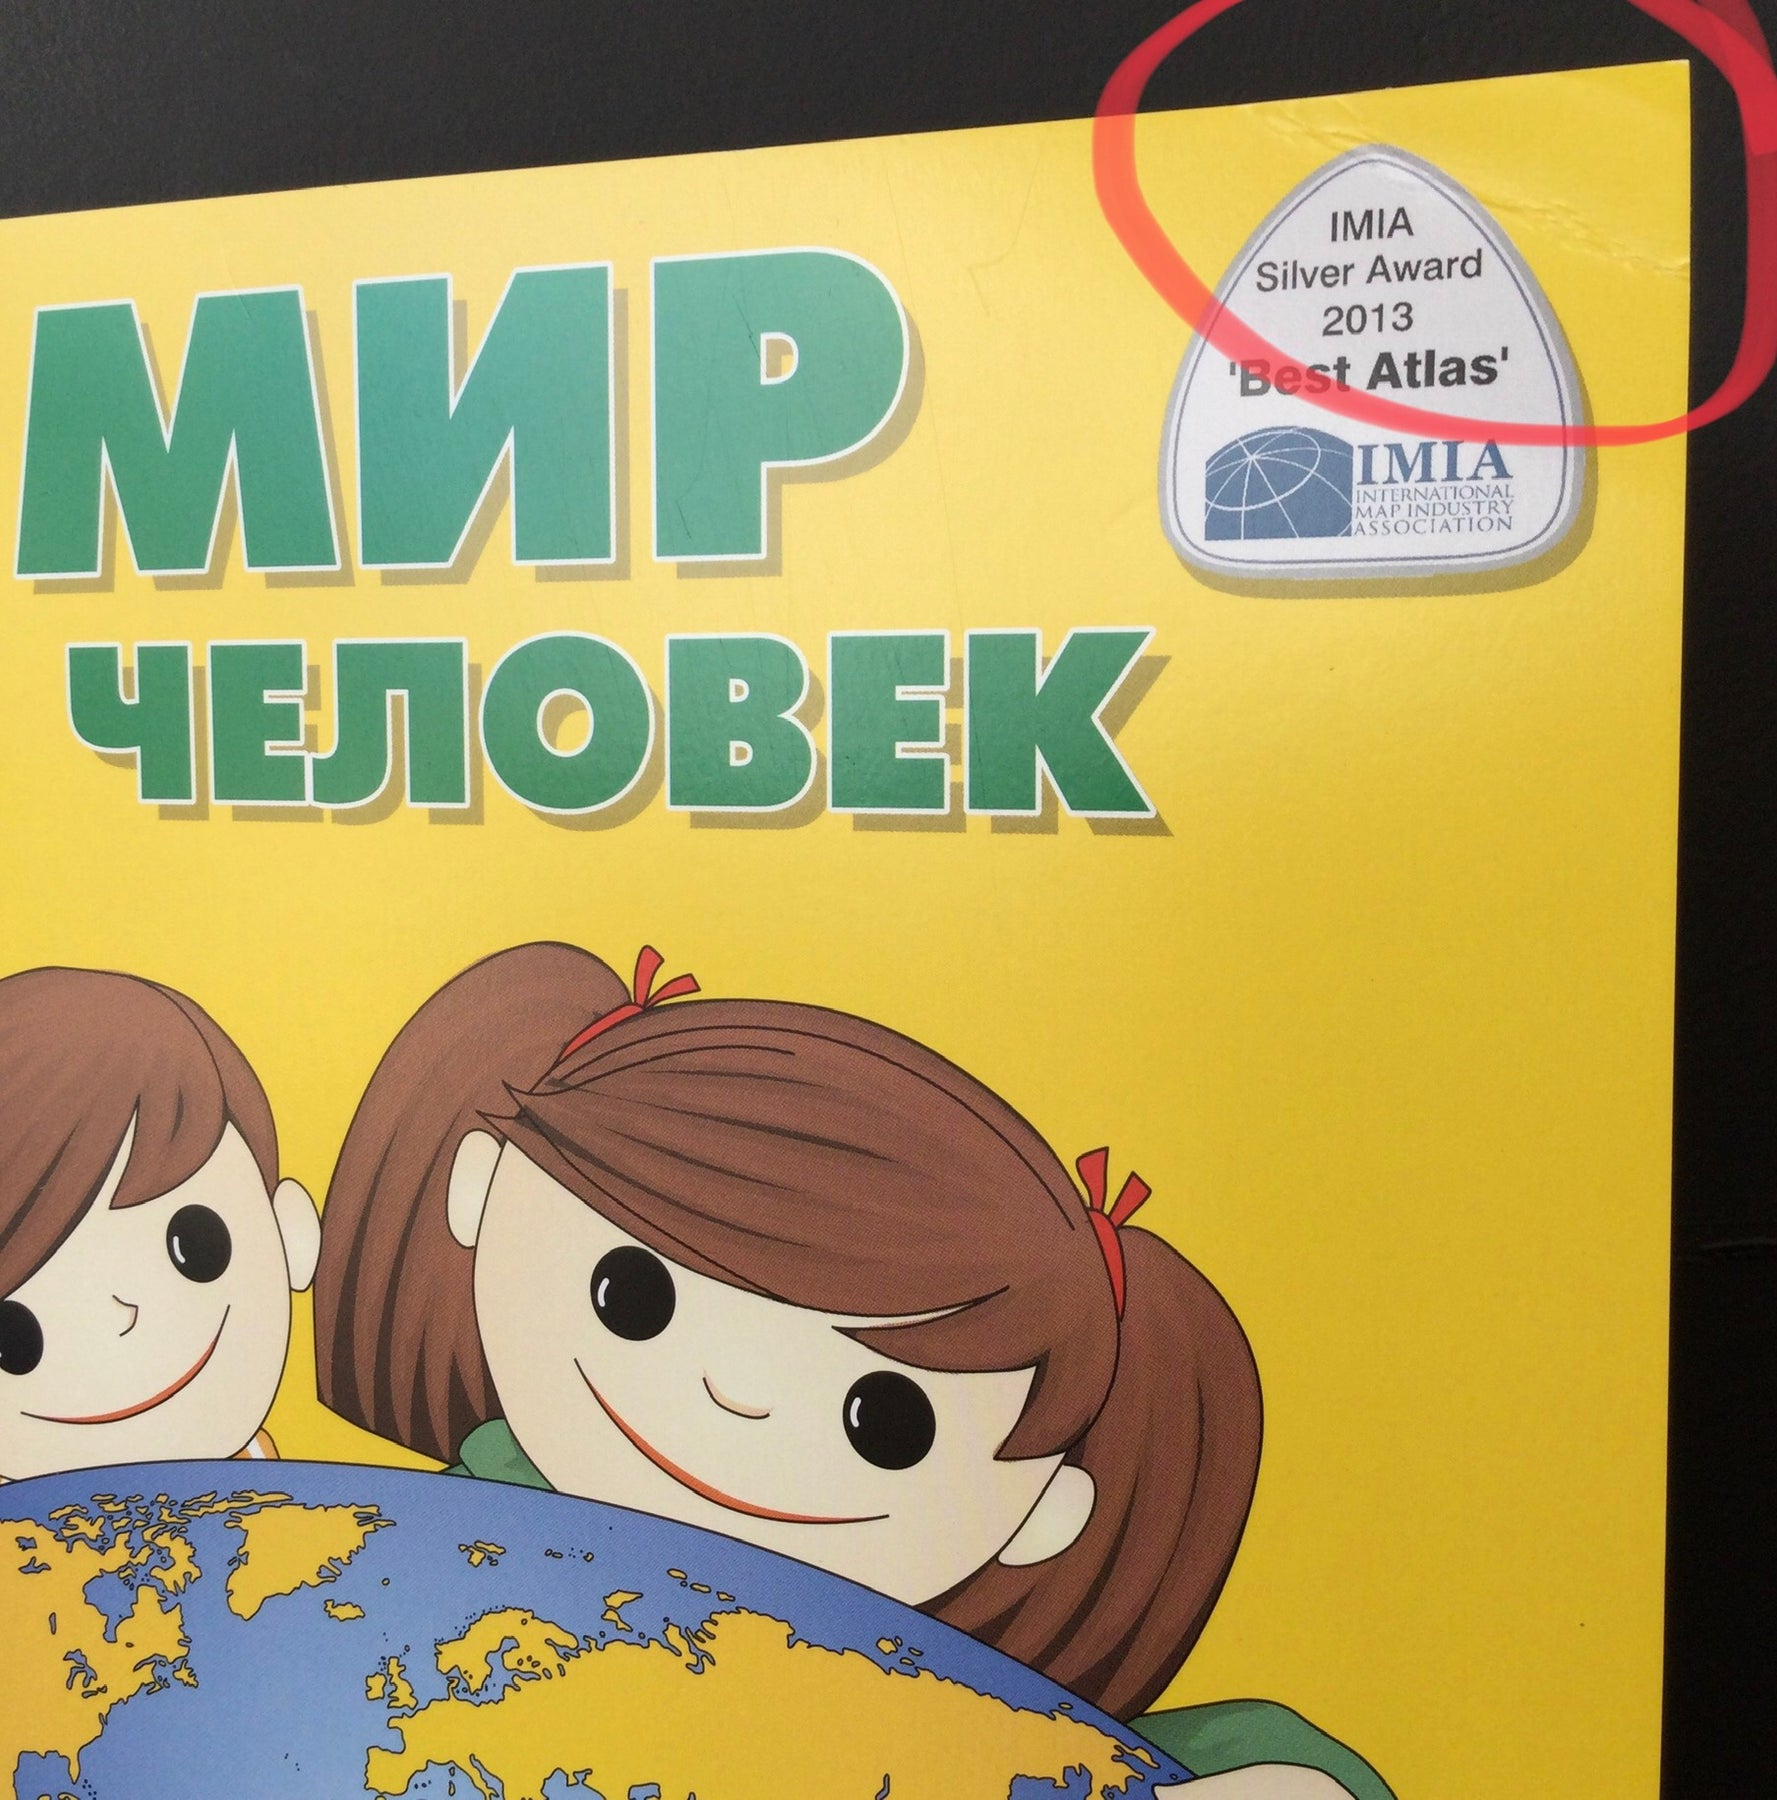 МИР
ЧЕЛОВЕК
IMIA
Silver Award
2013
'Best Atlas'
IMIA
INTERNATIONAL
MAP INDUSTRY
ASSOCIATION